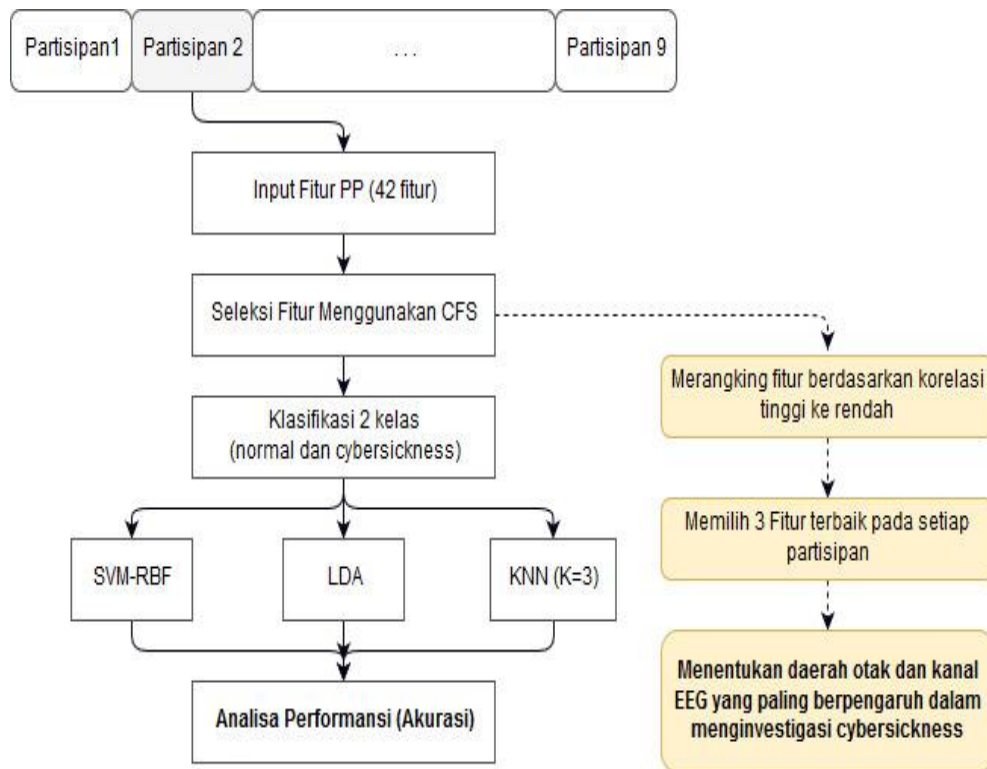 Partisipan1
Partisipan 2
. . .
Partisipan 9
Input Fitur PP (42 fitur)
Seleksi Fitur Menggunakan CFS
Klasifikasi 2 kelas
(normal dan cybersickness)
SVM-RBF
LDA
KNN (K=3)
Analisa Performansi (Akurasi)
Merangking fitur berdasarkan korelasi
tinggi ke rendah
Memilih 3 Fitur terbaik pada setiap
partisipan
Menentukan daerah otak dan kanal
EEG yang paling berpengaruh dalam
menginvestigasi cybersickness